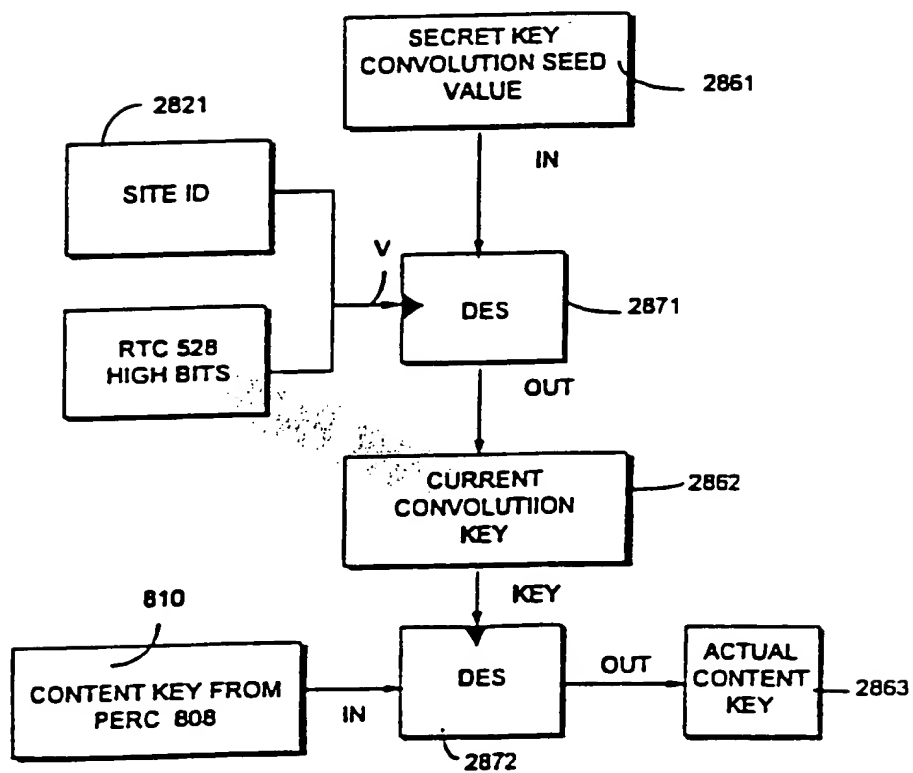 SECRET KEY
CONVOLUTION SEED
VALUE
2861
2821
IN
SITE ID
V
DES
2871
RTC 528
HIGH BITS
OUT
CURRENT
CONVOLUTIION
KEY
2862
KEY
810
CONTENT KEY FROM
PERC 808
IN
DES
2872
OUT
ACTUAL
CONTENT
KEY
2863